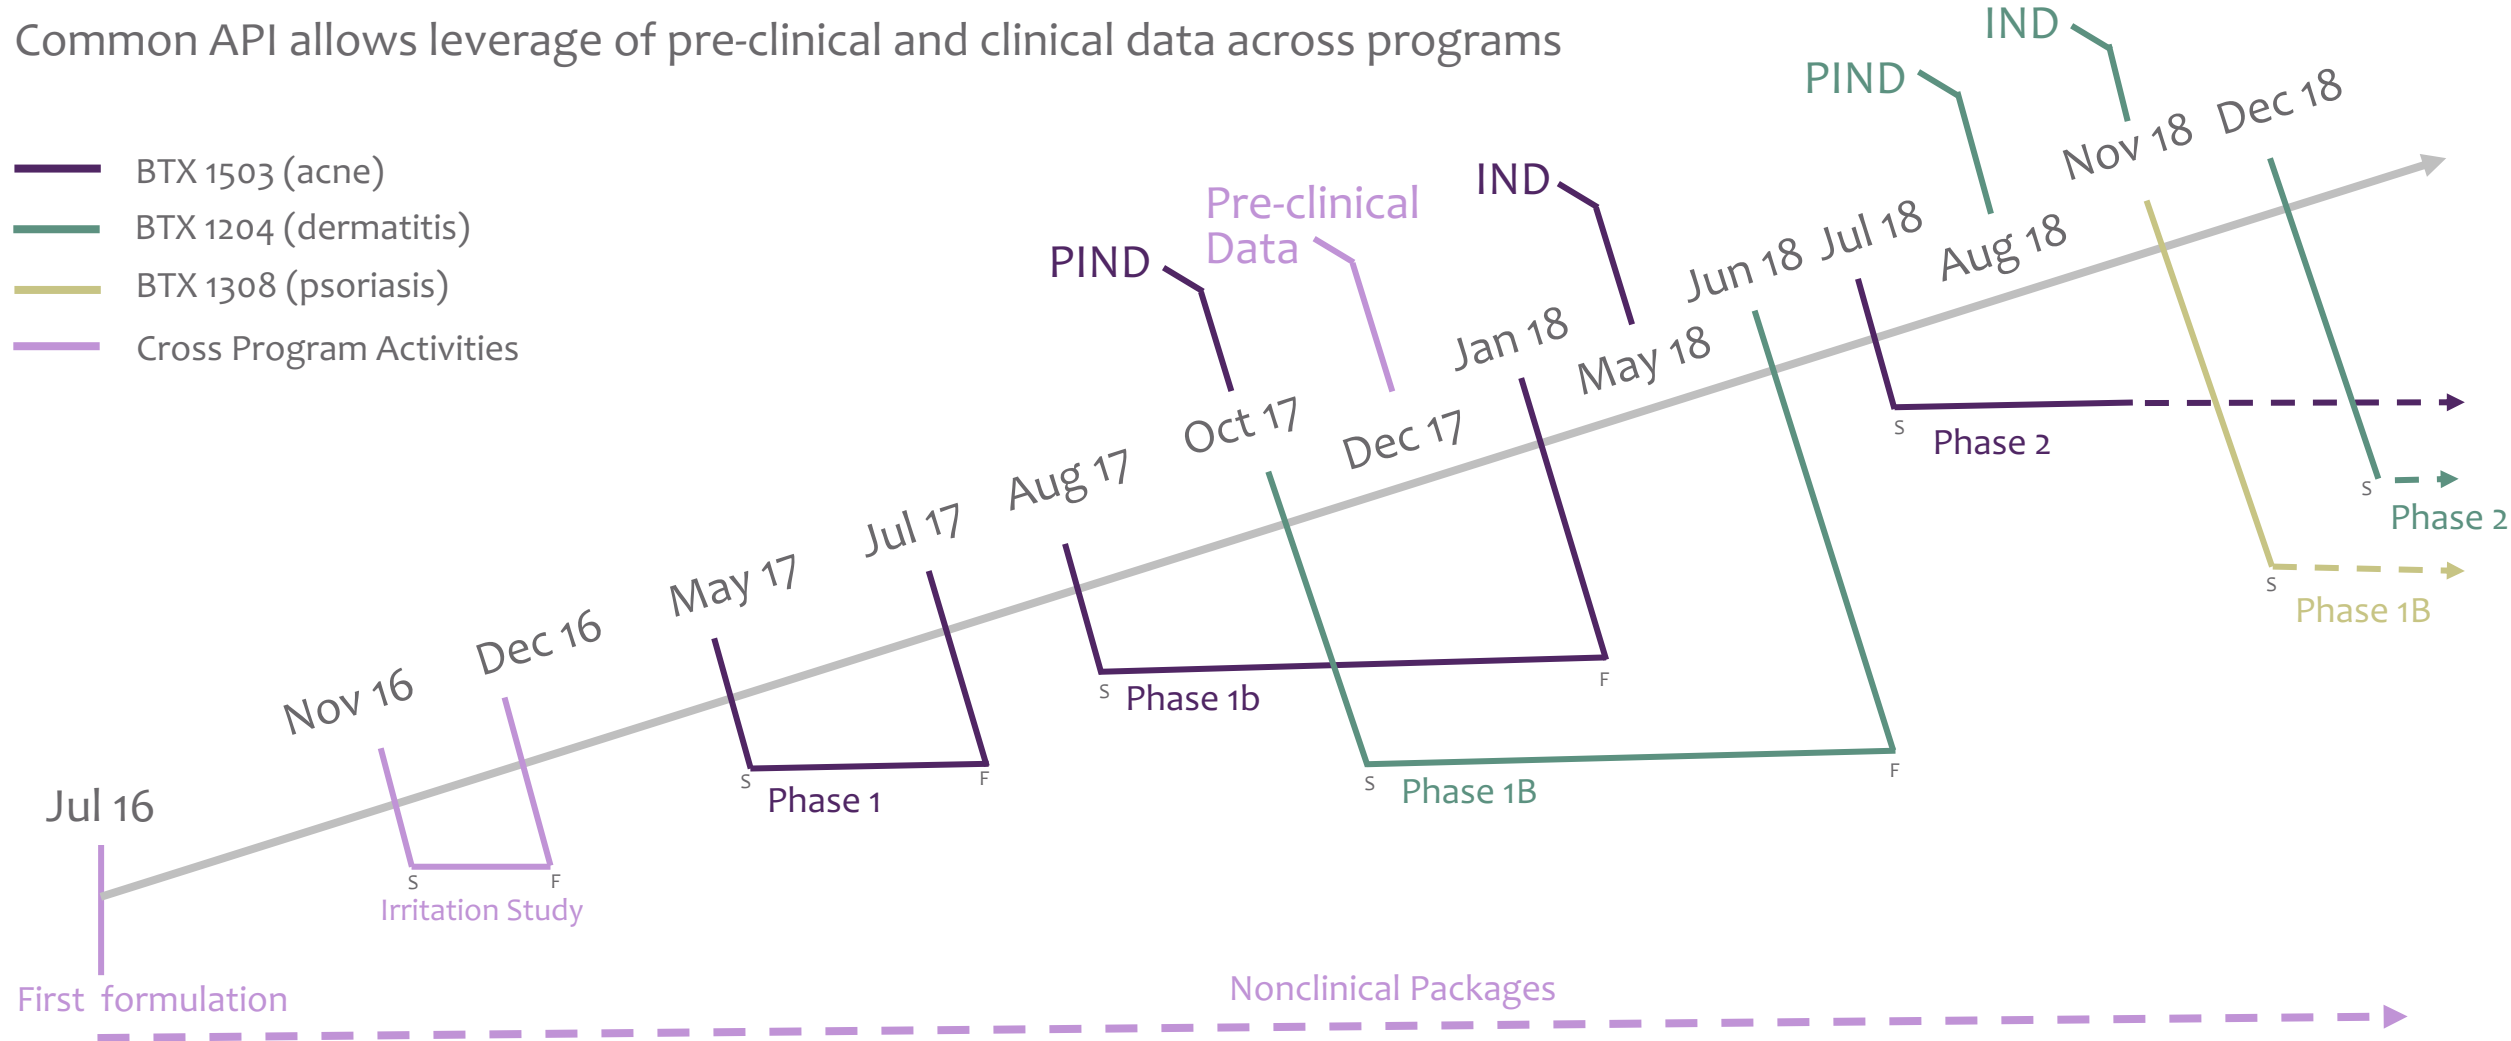 Common API allows leverage of pre-clinical and clinical data across programs
BTX 1503 (acne)
BTX 1204 (dermatitis)
BTX 1308 (psoriasis)
Cross Program Activities
IND
PIND
IND
Pre-clinical
Data
PIND
Jul 16
Nov 16
Dec 16
May 17
Jul 17
Aug 17
Oct 17
Dec 17
Jan 18
May 18
Jun 18
Jul 18
Aug 18
Nov 18
Dec 18
S
Phase 2
S
Phase 2
S
Phase 1B
S
Phase 1b
F
S
Phase 1
F
S
Phase 1B
F
S
F
Irritation Study
First formulation
Nonclinical Packages